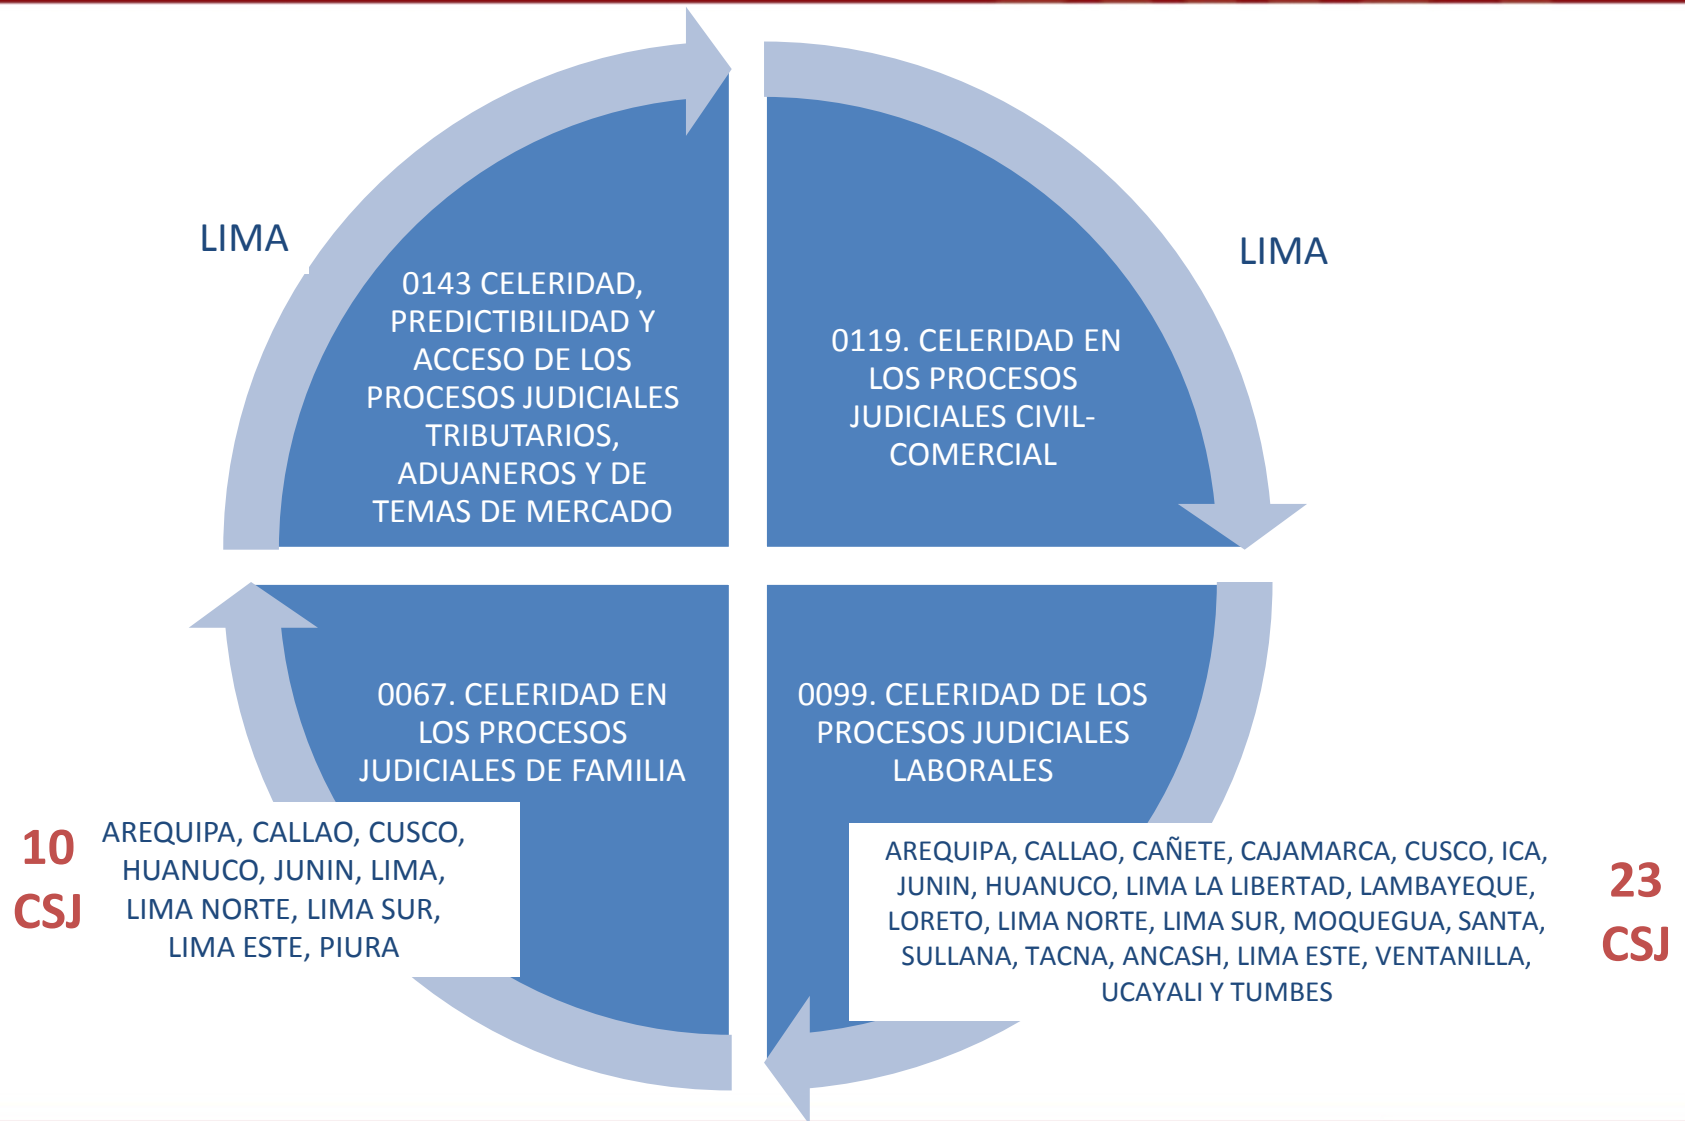 LIMA
0143 CELERIDAD,
PREDICTIBILIDAD Y
ACCESO DE LOS
PROCESOS JUDICIALES
TRIBUTARIOS,
ADUANEROS Y DE
TEMAS DE MERCADO
LIMA
0119. CELERIDAD EN
LOS PROCESOS
JUDICIALES CIVIL-
COMERCIAL
0067. CELERIDAD EN
LOS PROCESOS
JUDICIALES DE FAMILIA
10
CSJ
AREQUIPA, CALLAO, CUSCO,
HUANUCO, JUNIN, LIMA,
LIMA NORTE, LIMA SUR,
LIMA ESTE, PIURA
0099. CELERIDAD DE LOS
PROCESOS JUDICIALES
LABORALES
AREQUIPA, CALLAO, CAÑETE, CAJAMARCA, CUSCO, ICA,
JUNIN, HUANUCO, LIMA LA LIBERTAD, LAMBAYEQUE,
LORETO, LIMA NORTE, LIMA SUR, MOQUEGUA, SANTA,
SULLANA, TACNA, ANCASH, LIMA ESTE, VENTANILLA,
UCAYALI Y TUMBES
23
CSJ